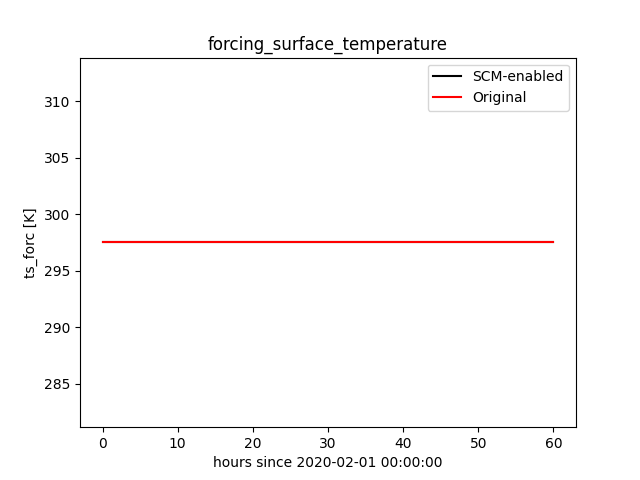 forcing_surface_temperature
SCM-enabled
Original
310
305
300
295
290
285
ts_forc [K]
0 10 20 30 40 50 60
hours since 2020-02-01 00:00:00